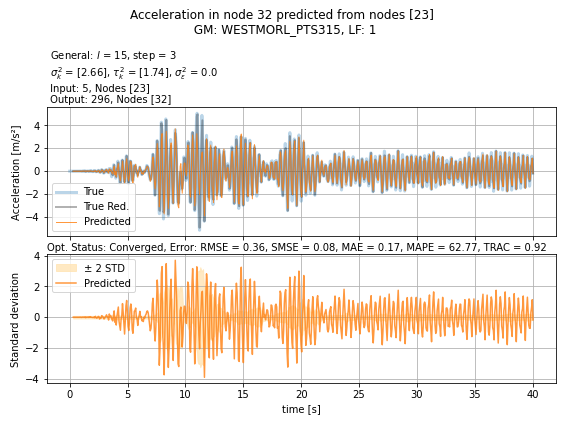 Acceleration in node 32 predicted from nodes [23]
GM: WESTMORL_PTS315, LF: 1
General: l = 15, step = 3
σ²ₖ = [2.66], τ²ₖ = [1.74], σ²ε = 0.0
Input: 5, Nodes [23]
Output: 296, Nodes [32]
Acceleration [m/s²]
4
2
0
−2
−4
True
True Red.
Predicted
Opt. Status: Converged, Error: RMSE = 0.36, SMSE = 0.08, MAE = 0.17, MAPE = 62.77, TRAC = 0.92
Standard deviation
4
2
0
−2
−4
± 2 STD
Predicted
0 5 10 15 20 25 30 35 40
time [s]